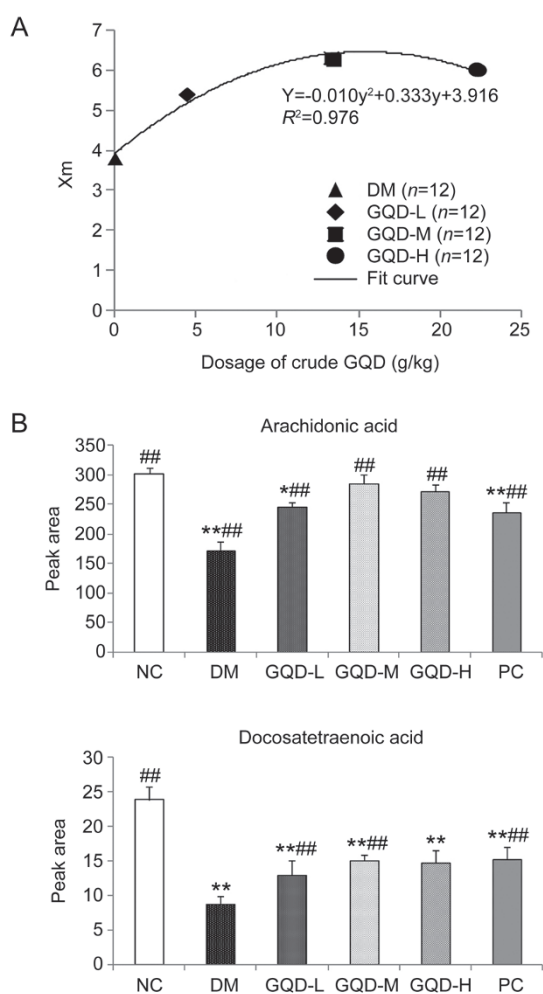 A
7
6
5
4
3
2
1
0
Xm
0
5
10
15
20
25
Dosage of crude GQD (g/kg)
Y=-0.010y²+0.333y+3.916
R²=0.976
DM (n=12)
GQD-L (n=12)
GQD-M (n=12)
GQD-H (n=12)
Fit curve
B
Arachidonic acid
350
300
250
200
150
100
50
0
Peak area
##
**##
*##
##
##
**##
NC
DM
GQD-L
GQD-M
GQD-H
PC
Docosatetraenoic acid
30
25
20
15
10
5
0
Peak area
##
**
**##
**##
**
**##
NC
DM
GQD-L
GQD-M
GQD-H
PC